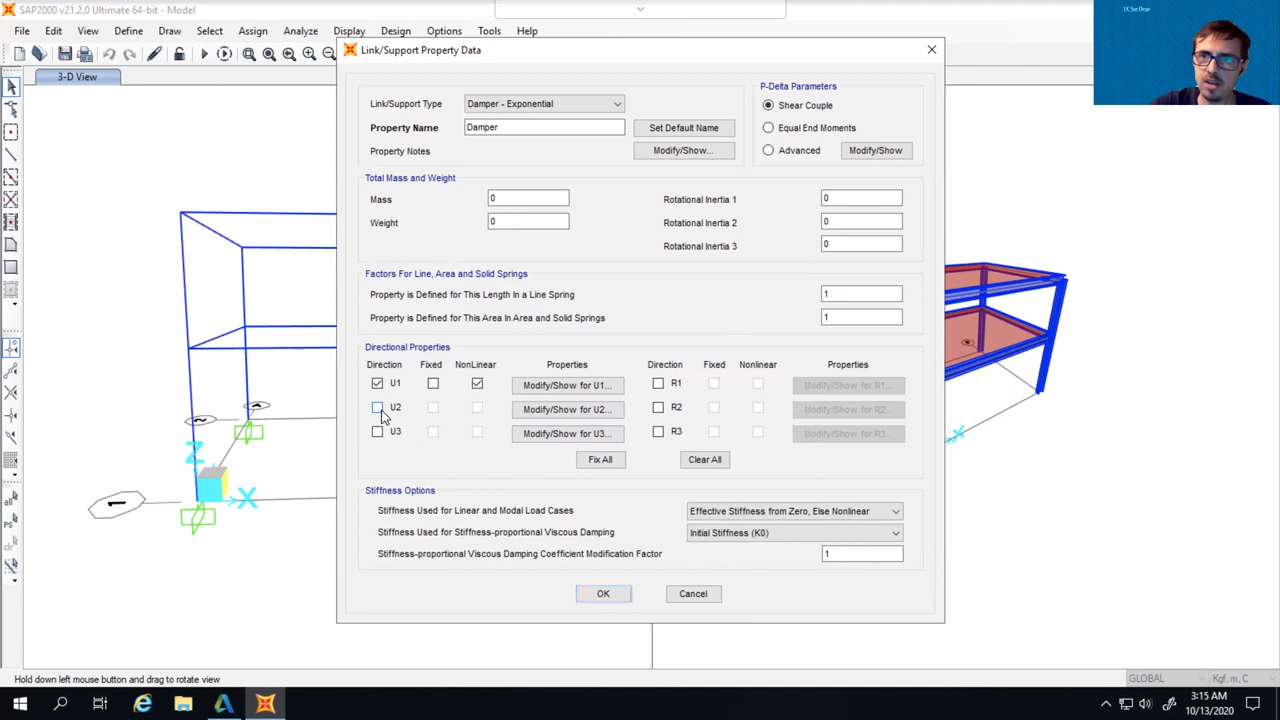 SAP2000 v21.2.0 Ultimate 64-bit - Model
UC San Diego
File Edit View Define Draw Select Assign Analyze Display Design Options Tools Help
3-D View
Link/Support Property Data
Link/Support Type Damper - Exponential
Property Name Damper Set Default Name
Property Notes Modify/Show...
P-Delta Parameters
Shear Couple
Equal End Moments
Advanced Modify/Show
Total Mass and Weight
Mass 0 Rotational Inertia 1 0
Weight 0 Rotational Inertia 2 0
Rotational Inertia 3 0
Factors For Line, Area and Solid Springs
Property is Defined for This Length In a Line Spring 1
Property is Defined for This Area In Area and Solid Springs 1
Directional Properties
Direction Fixed NonLinear Properties Direction Fixed Nonlinear Properties
U1 Modify/Show for U1... R1 Modify/Show for R1...
U2 Modify/Show for U2... R2 Modify/Show for R2...
U3 Modify/Show for U3... R3 Modify/Show for R3...
Fix All Clear All
Stiffness Options
Stiffness Used for Linear and Modal Load Cases Effective Stiffness from Zero, Else Nonlinear
Stiffness Used for Stiffness-proportional Viscous Damping Initial Stiffness (K0)
Stiffness-proportional Viscous Damping Coefficient Modification Factor 1
OK Cancel
Z
X
1
X
all
PS
clr
Hold down left mouse button and drag to rotate view GLOBAL Kgf, m, C
3:15 AM
10/13/2020